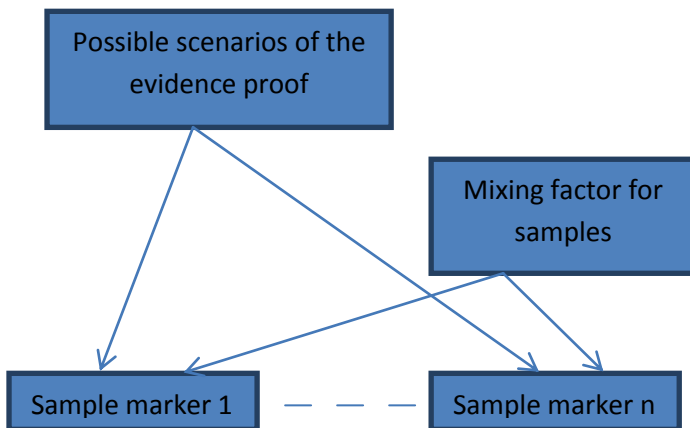 Possible scenarios of the
evidence proof
Mixing factor for
samples
Sample marker 1
Sample marker n